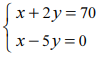 x + 2y = 70
x − 5y = 0